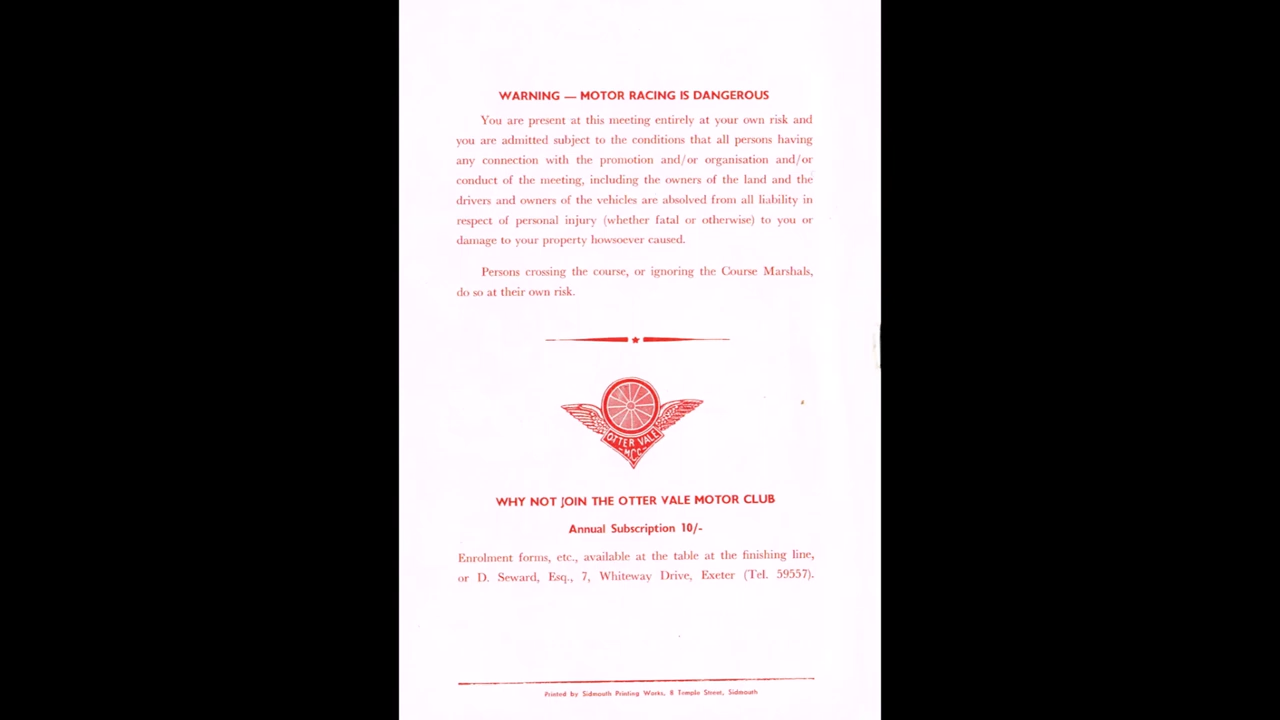 WARNING — MOTOR RACING IS DANGEROUS
You are present at this meeting entirely at your own risk and
you are admitted subject to the conditions that all persons having
any connection with the promotion and/or organisation and/or
conduct of the meeting, including the owners of the land and the
drivers and owners of the vehicles are absolved from all liability in
respect of personal injury (whether fatal or otherwise) to you or
damage to your property howsoever caused.
Persons crossing the course, or ignoring the Course Marshals,
do so at their own risk.
OTTER VALE
MCC
WHY NOT JOIN THE OTTER VALE MOTOR CLUB
Annual Subscription 10/-
Enrolment forms, etc., available at the table at the finishing line,
or D. Seward, Esq., 7, Whiteway Drive, Exeter (Tel. 59557).
Printed by Sidmouth Printing Works, 8 Temple Street, Sidmouth